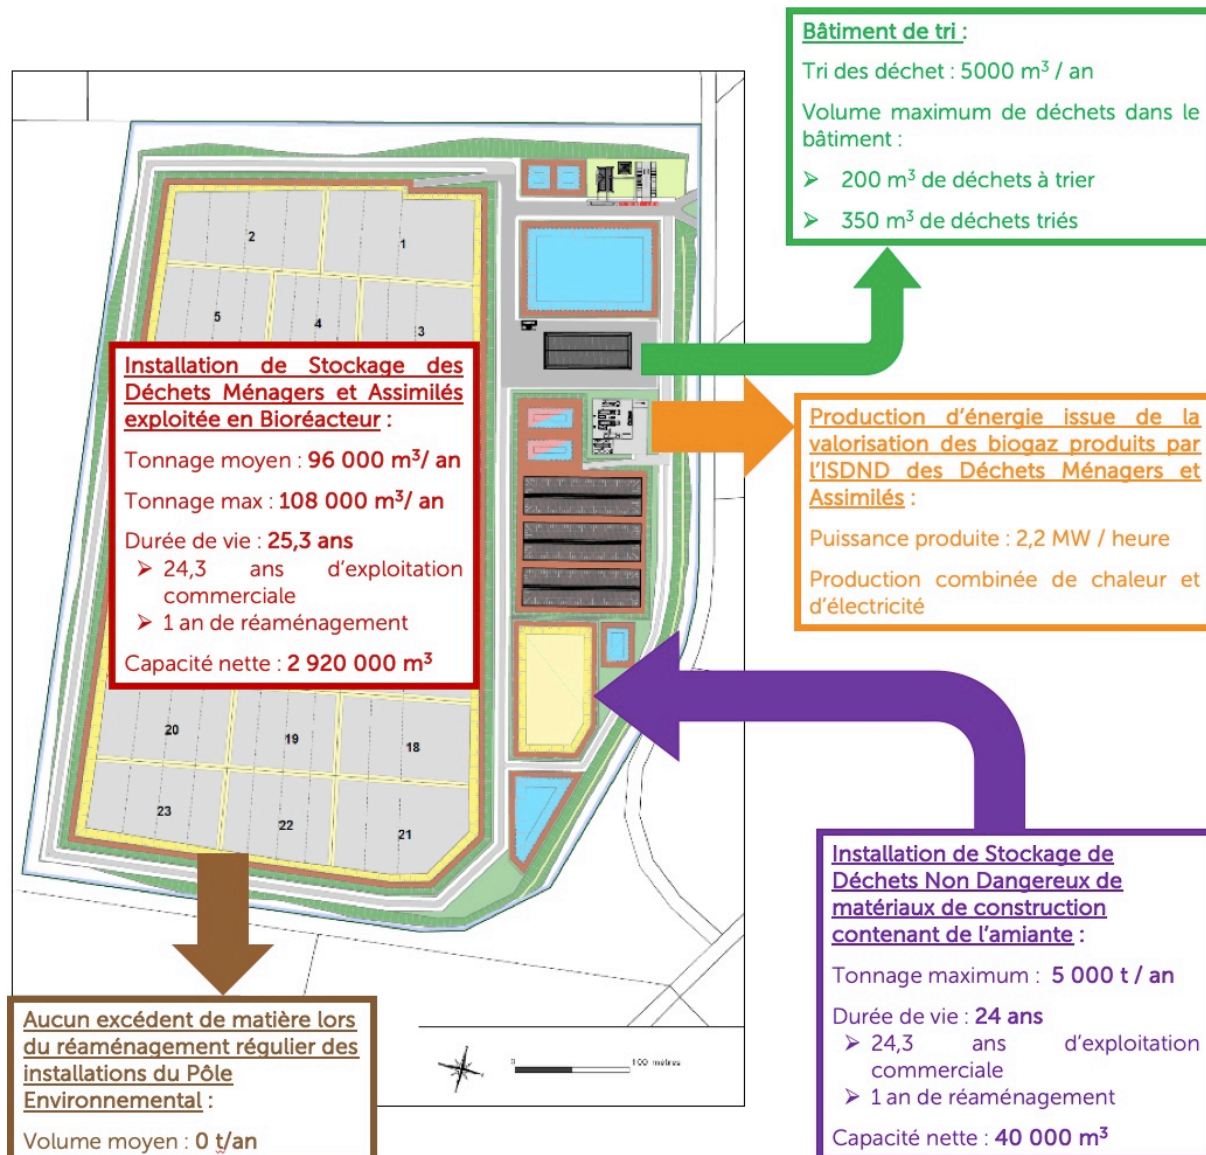 Bâtiment de tri :
Tri des déchet : 5000 m³ / an
Volume maximum de déchets dans le
bâtiment :
➢ 200 m³ de déchets à trier
➢ 350 m³ de déchets triés
2
1
5
4
3
Installation de Stockage des
Déchets Ménagers et Assimilés
exploitée en Bioréacteur :
Tonnage moyen : 96 000 m³/ an
Tonnage max : 108 000 m³/ an
Durée de vie : 25,3 ans
➢ 24,3 ans d'exploitation
commerciale
➢ 1 an de réaménagement
Capacité nette : 2 920 000 m³
Production d'énergie issue de la
valorisation des biogaz produits par
l'ISDND des Déchets Ménagers et
Assimilés :
Puissance produite : 2,2 MW / heure
Production combinée de chaleur et
d'électricité
20
19
18
23
22
21
Installation de Stockage de
Déchets Non Dangereux de
matériaux de construction
contenant de l'amiante :
Tonnage maximum : 5 000 t / an
Durée de vie : 24 ans
➢ 24,3 ans d'exploitation
commerciale
➢ 1 an de réaménagement
Capacité nette : 40 000 m³
Aucun excédent de matière lors
du réaménagement régulier des
installations du Pôle
Environnemental :
Volume moyen : 0 t/an
0 100 mètres